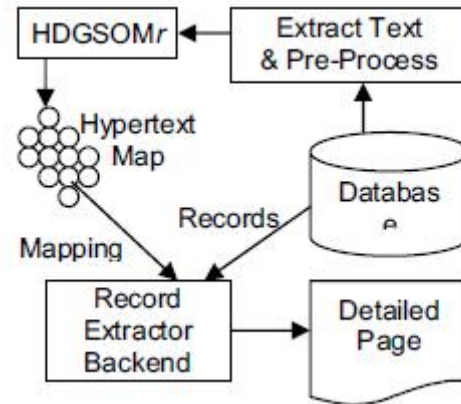 HDGSOMr
Extract Text
& Pre-Process
Hypertext
Map
Databas
e
Records
Mapping
Record
Extractor
Backend
Detailed
Page